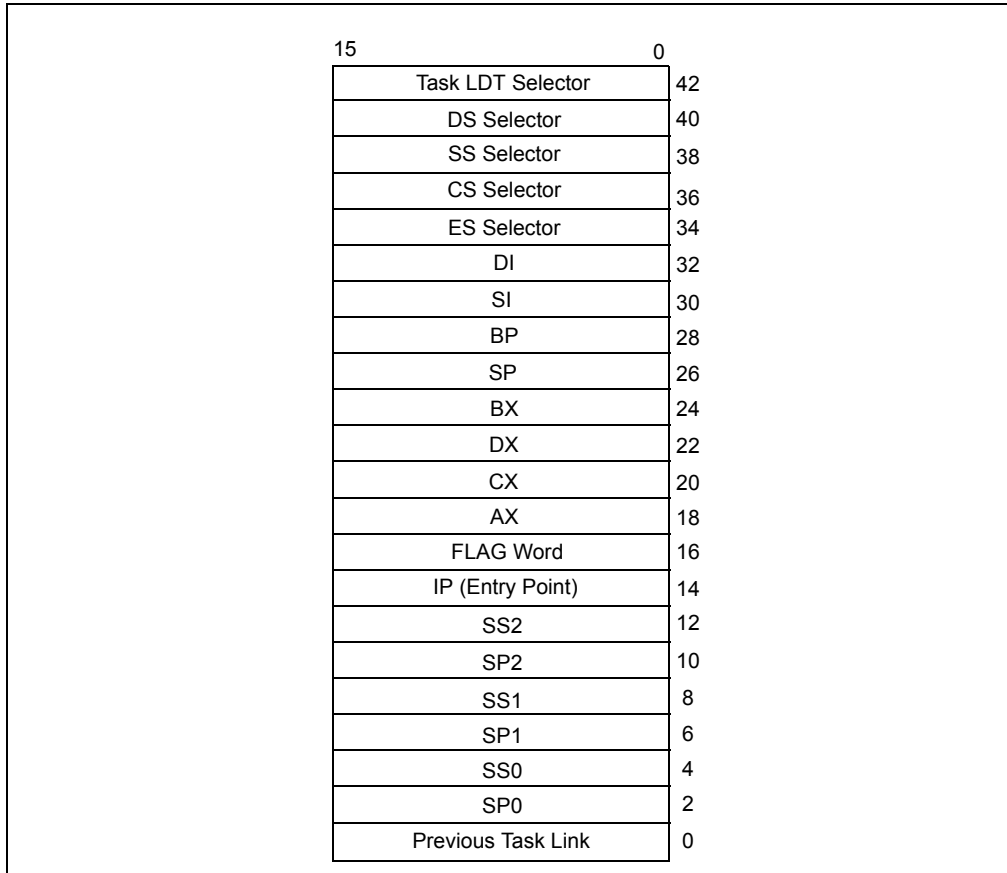 15 0
Task LDT Selector 42
DS Selector 40
SS Selector 38
CS Selector 36
ES Selector 34
DI 32
SI 30
BP 28
SP 26
BX 24
DX 22
CX 20
AX 18
FLAG Word 16
IP (Entry Point) 14
SS2 12
SP2 10
SS1 8
SP1 6
SS0 4
SP0 2
Previous Task Link 0